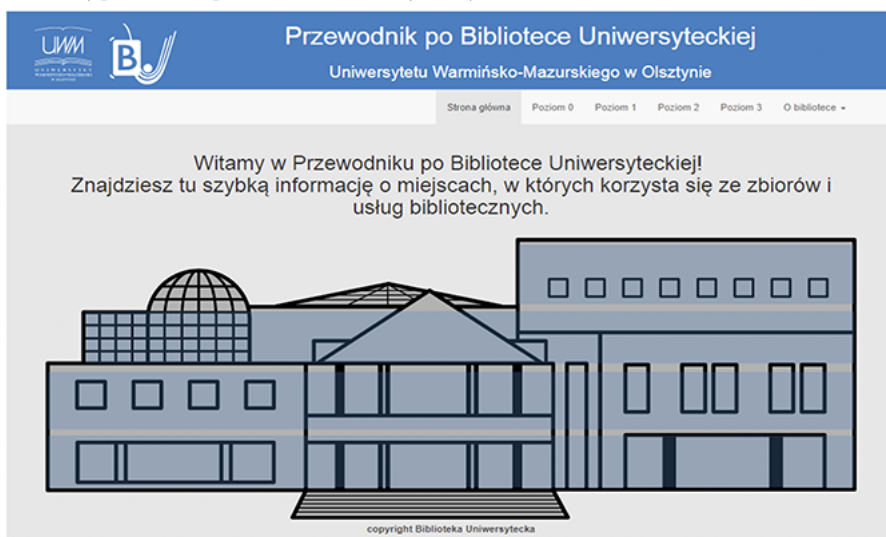 Przewodnik po Bibliotece Uniwersyteckiej
UWM
Uniwersytetu Warmińsko-Mazurskiego w Olsztynie
Strona główna Poziom 0 Poziom 1 Poziom 2 Poziom 3 O bibliotece
Witamy w Przewodniku po Bibliotece Uniwersyteckiej!
Znajdziesz tu szybką informację o miejscach, w których korzysta się ze zbiorów i
usług bibliotecznych.
copyright Biblioteka Uniwersytecka